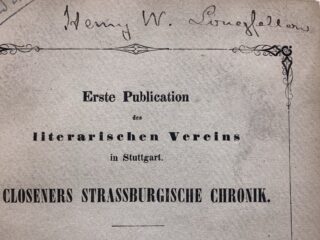 Henry W. Longfellow
Erste Publication
des
literarischen Vereins
in Stuttgart.
CLOSENERS STRASSBURGISCHE CHRONIK.